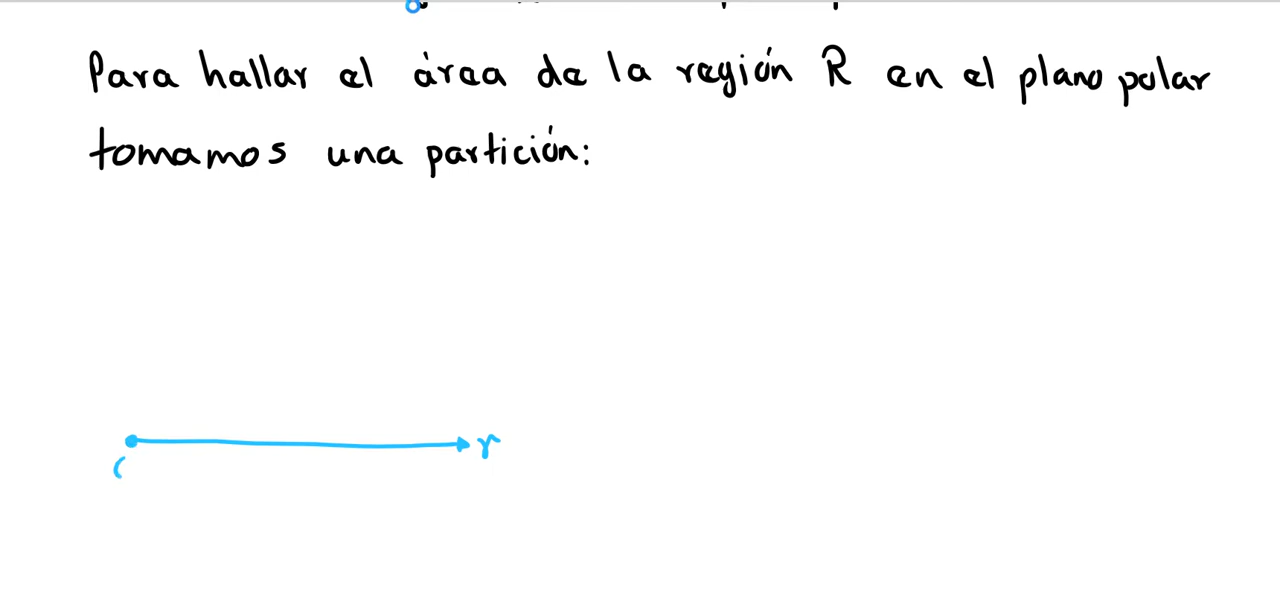 Para hallar el área de la región R en el plano polar
tomamos una partición:
r